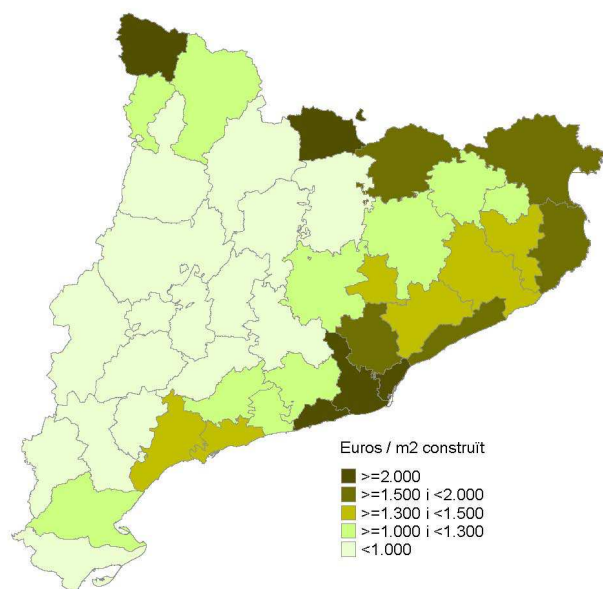 Euros / m2 construït
>=2.000
>=1.500 i <2.000
>=1.300 i <1.500
>=1.000 i <1.300
<1.000